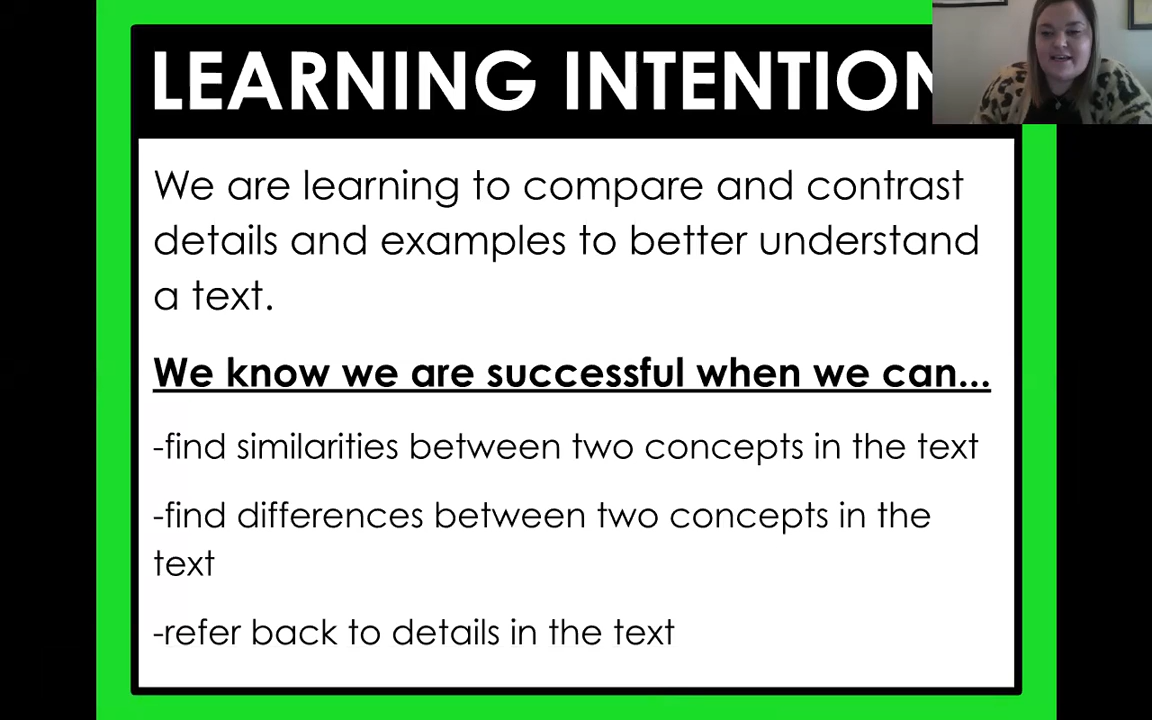 LEARNING INTENTION
We are learning to compare and contrast
details and examples to better understand
a text.
We know we are successful when we can...
-find similarities between two concepts in the text
-find differences between two concepts in the
text
-refer back to details in the text